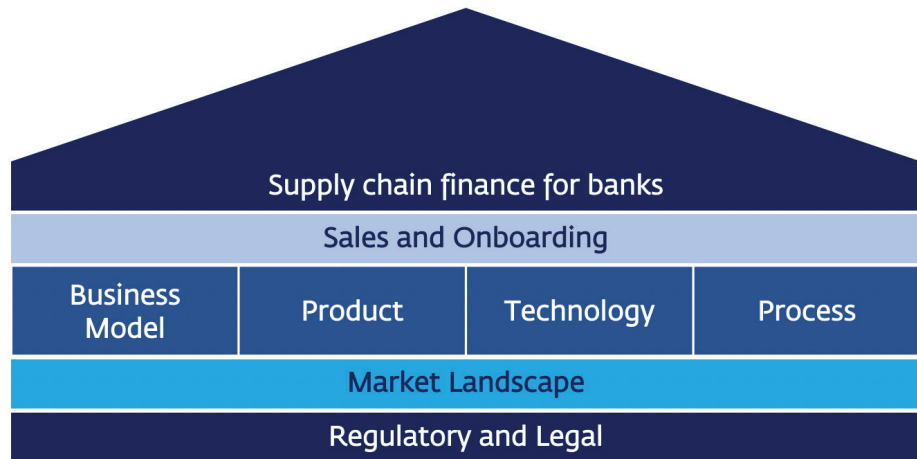 Supply chain finance for banks
Sales and Onboarding
Business
Model
Product
Technology
Process
Market Landscape
Regulatory and Legal